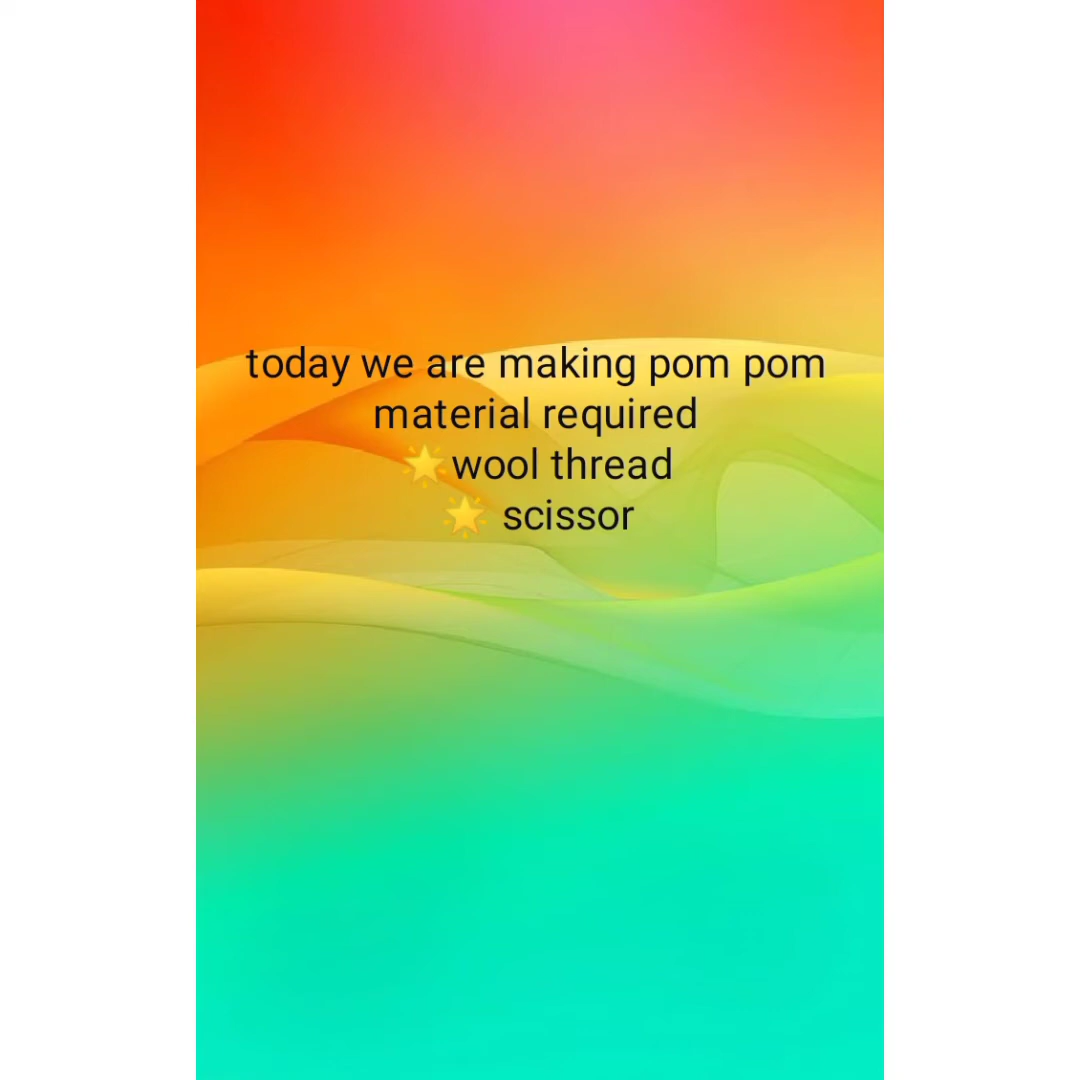 today we are making pom pom
material required
🌟wool thread
🌟 scissor